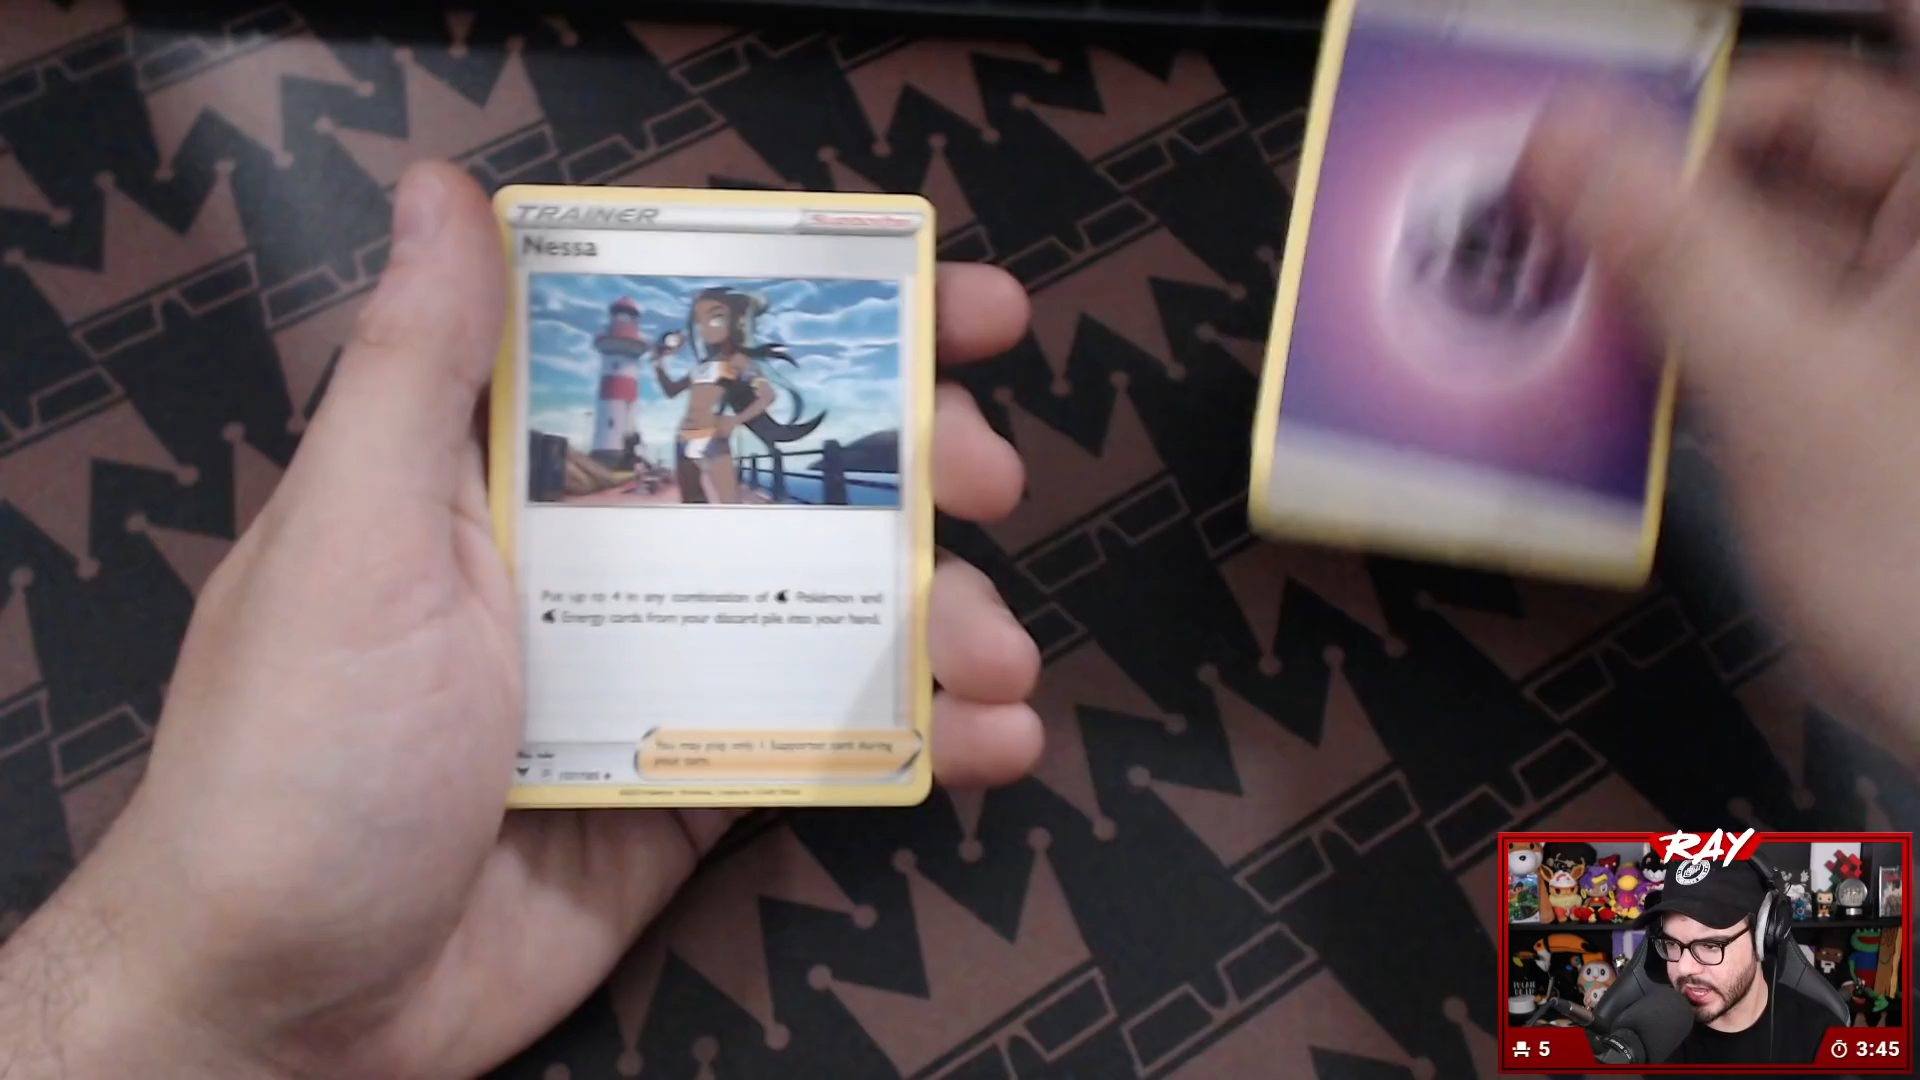 TRAINER
Supporter
Nessa
Put up to 4 in any combination of Pokémon and
Energy cards from your discard pile into your hand.
You may play only 1 Supporter card during
your turn.
RAY
5
3:45